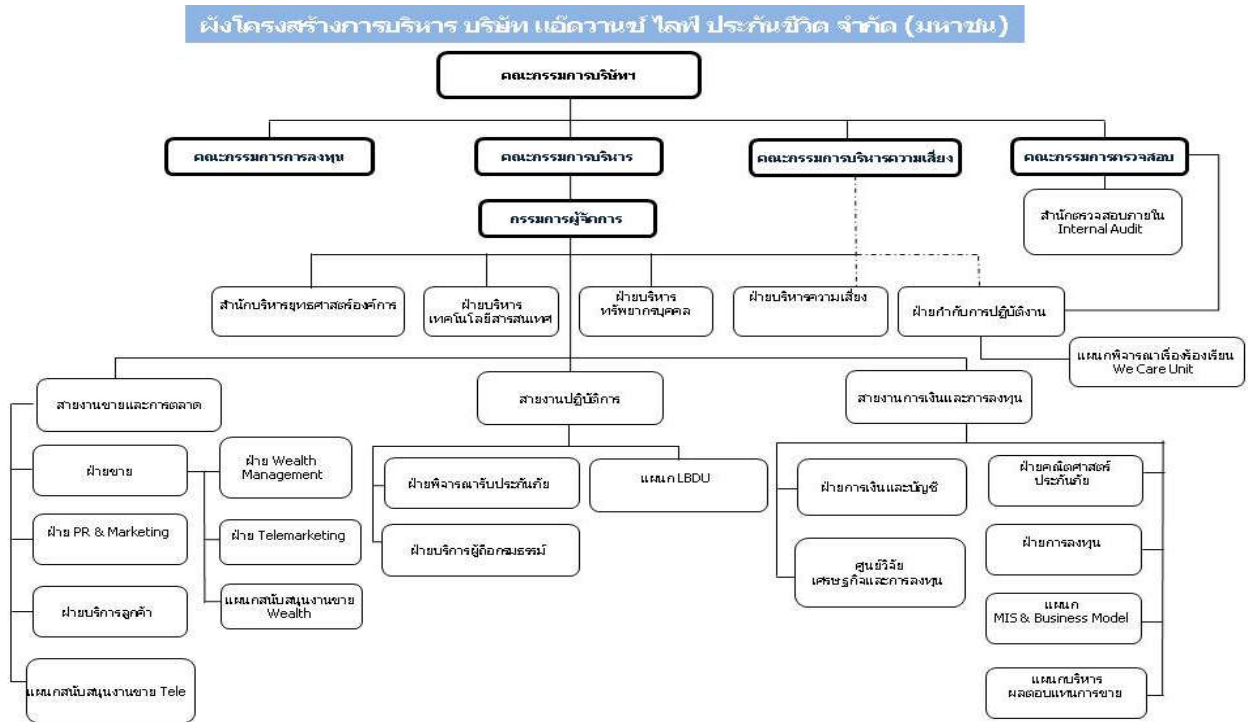 ผังโครงสร้างการบริหาร บริษัท แอ๊ดวานซ์ ไลฟ์ ประกันชีวิต จำกัด (มหาชน)
คณะกรรมการบริษัทฯ
คณะกรรมการการลงทุน
คณะกรรมการบริหาร
คณะกรรมการบริหารความเสี่ยง
คณะกรรมการตรวจสอบ
สำนักตรวจสอบภายใน
Internal Audit
กรรมการผู้จัดการ
สำนักบริหารยุทธศาสตร์องค์การ
ฝ่ายบริหาร
เทคโนโลยีสารสนเทศ
ฝ่ายบริหาร
ทรัพยากรบุคคล
ฝ่ายบริหารความเสี่ยง
ฝ่ายกำกับการปฏิบัติงาน
แผนกพิจารณาเรื่องร้องเรียน
We Care Unit
สายงานขายและการตลาด
สายงานปฏิบัติการ
สายงานการเงินและการลงทุน
ฝ่ายขาย
ฝ่าย Wealth
Management
ฝ่าย PR & Marketing
ฝ่าย Telemarketing
ฝ่ายบริการลูกค้า
แผนกสนับสนุนงานขาย
Wealth
แผนกสนับสนุนงานขาย Tele
ฝ่ายพิจารณารับประกันภัย
แผนก LBDU
ฝ่ายบริการผู้ถือกรมธรรม์
ฝ่ายการเงินและบัญชี
ศูนย์วิจัย
เศรษฐกิจและการลงทุน
ฝ่ายคณิตศาสตร์
ประกันภัย
ฝ่ายการลงทุน
แผนก
MIS & Business Model
แผนกบริหาร
ผลตอบแทนการขาย